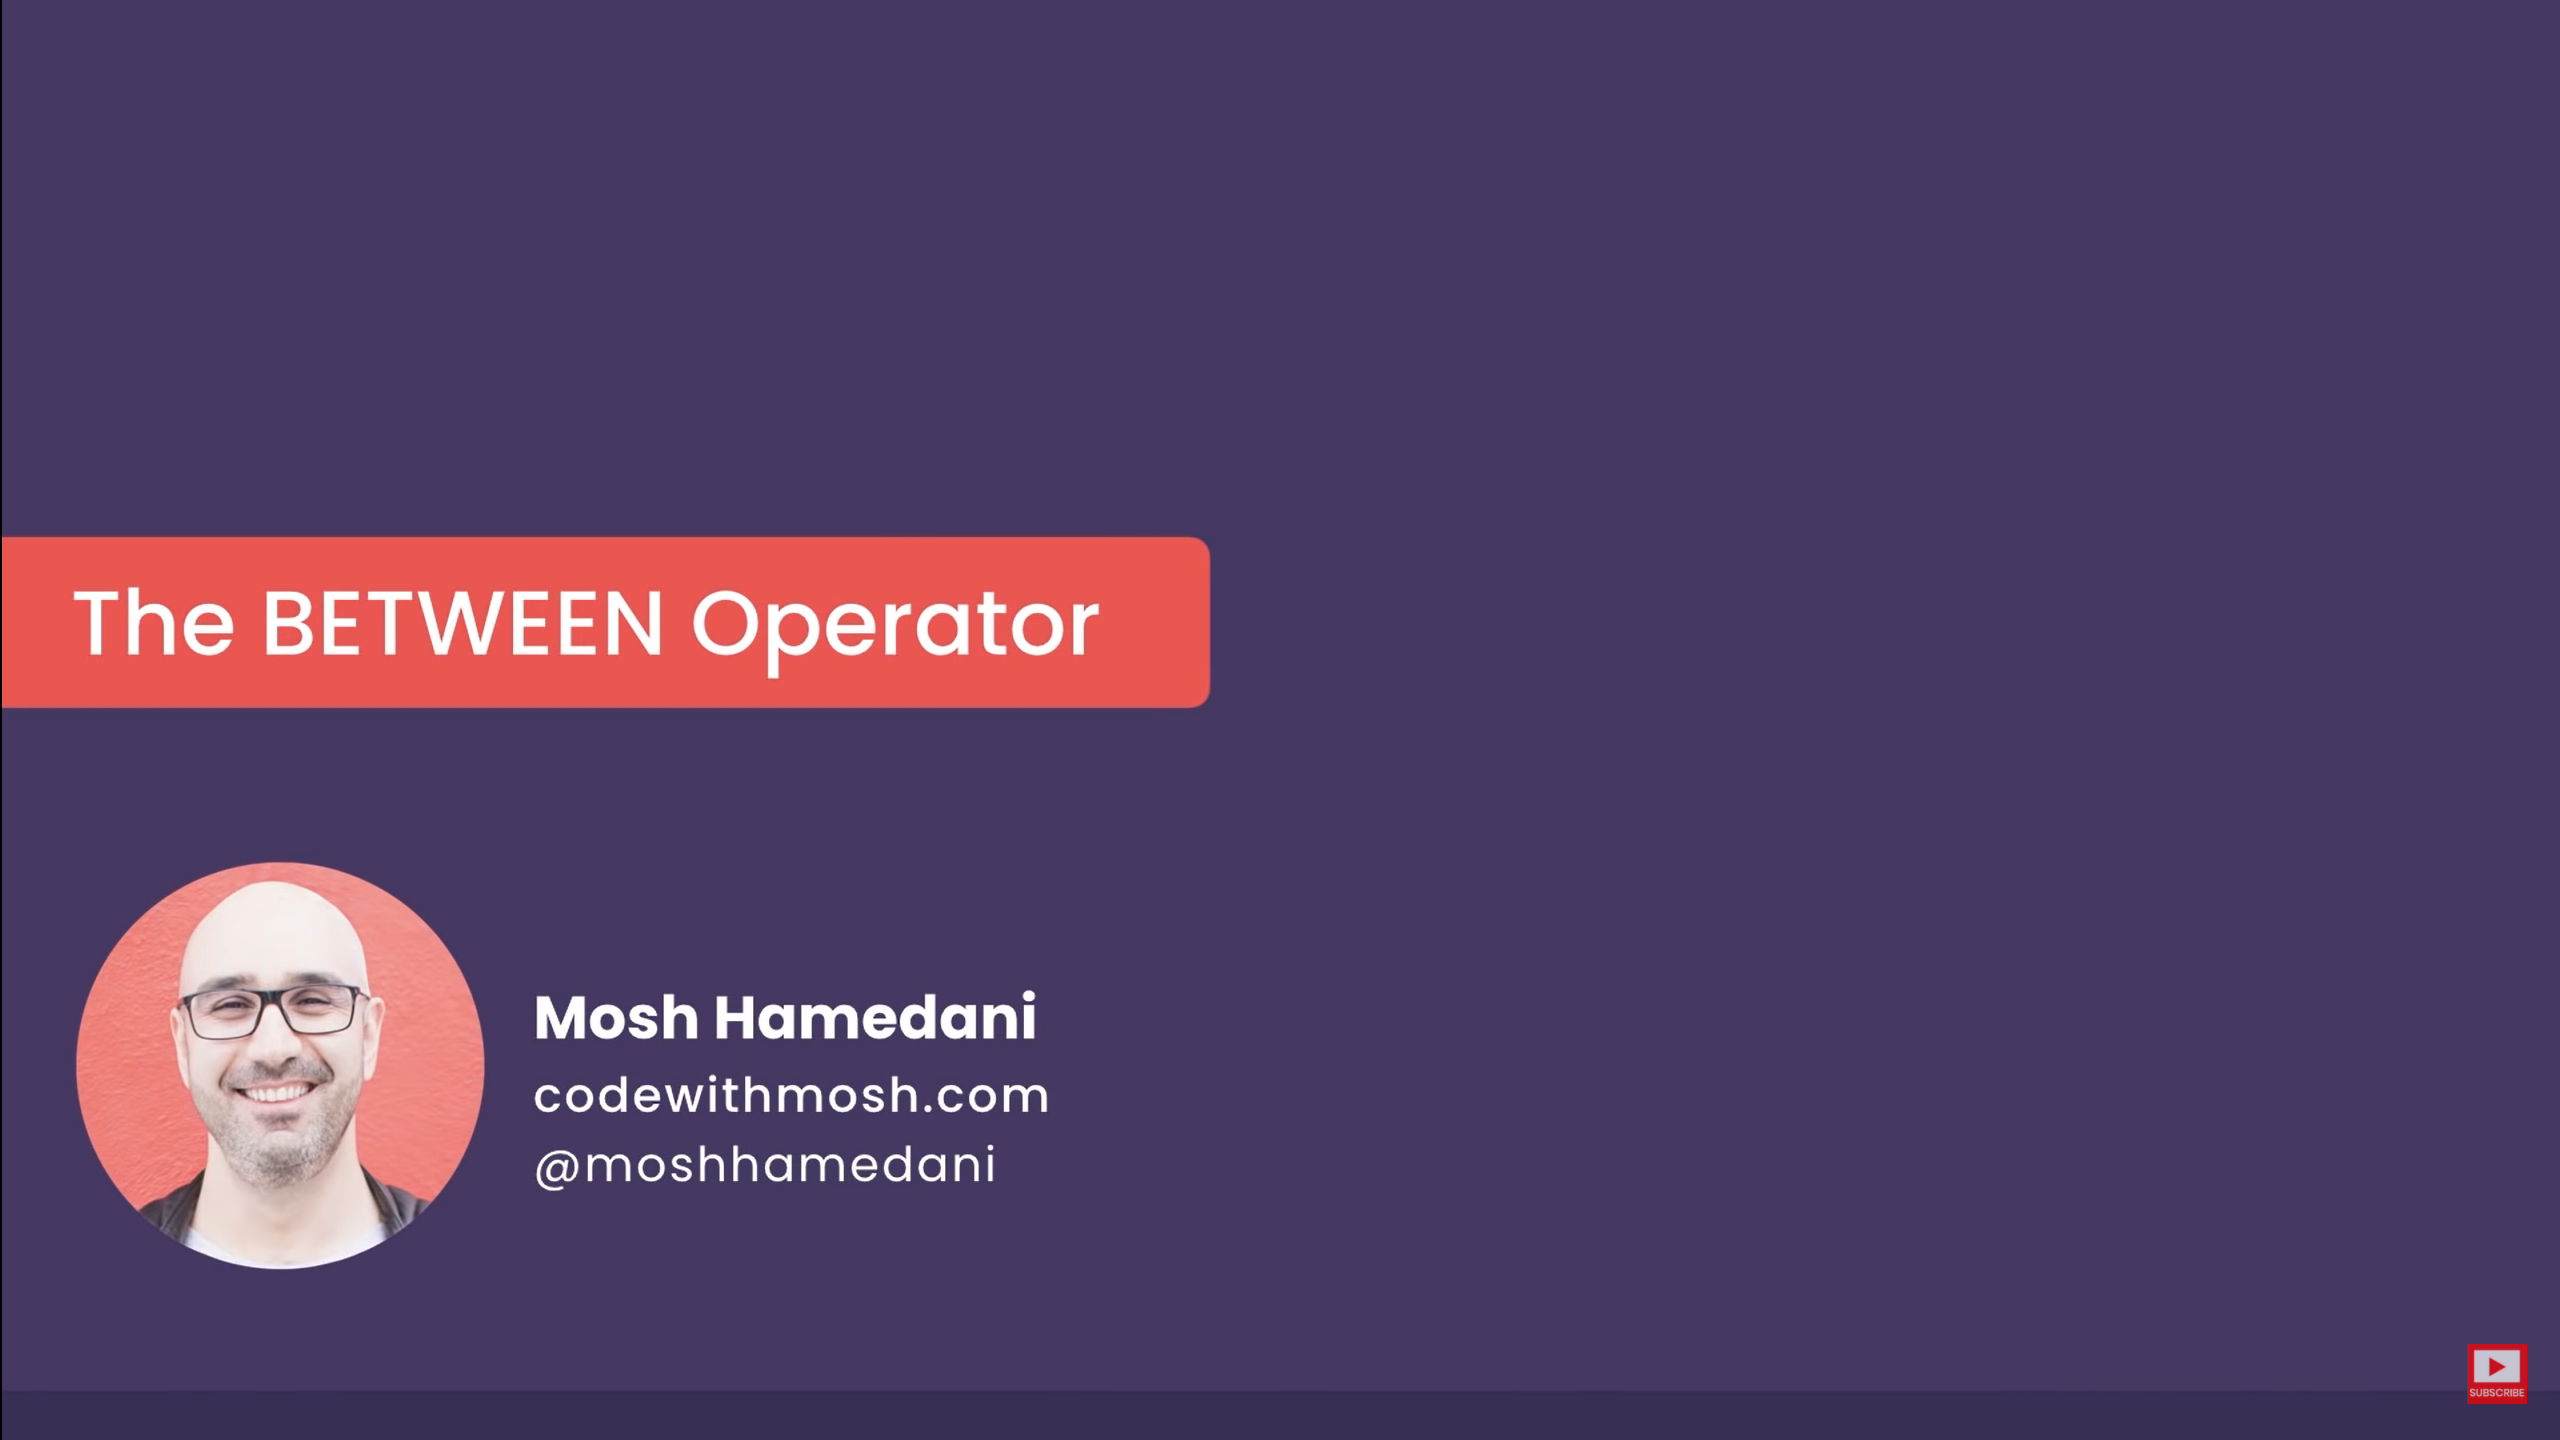 The BETWEEN Operator
Mosh Hamedani
codewithmosh.com
@moshhamedani
SUBSCRIBE